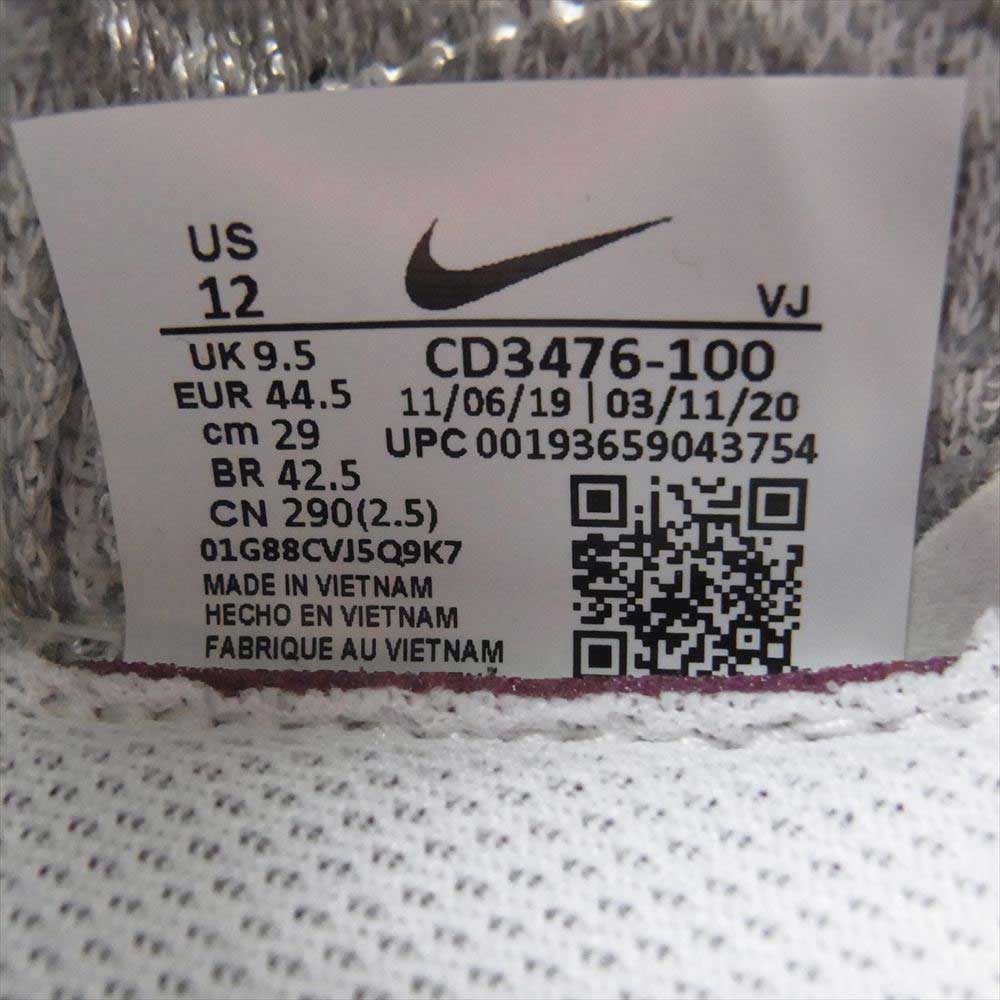 US
12
VJ
UK 9.5
EUR 44.5
cm 29
BR 42.5
CN 290(2.5)
01G88CVJ5Q9K7
MADE IN VIETNAM
HECHO EN VIETNAM
FABRIQUE AU VIETNAM
CD3476-100
11/06/19 | 03/11/20
UPC 00193659043754